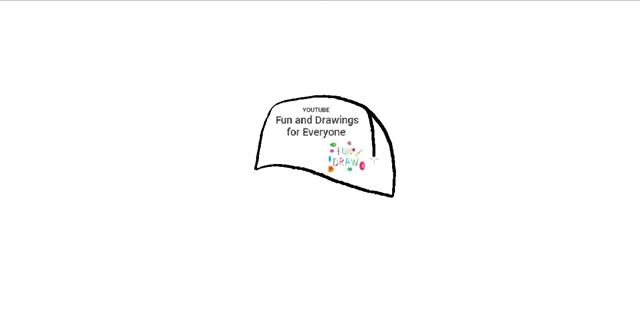 YOUTUBE
Fun and Drawings
for Everyone
FUN
DRAW